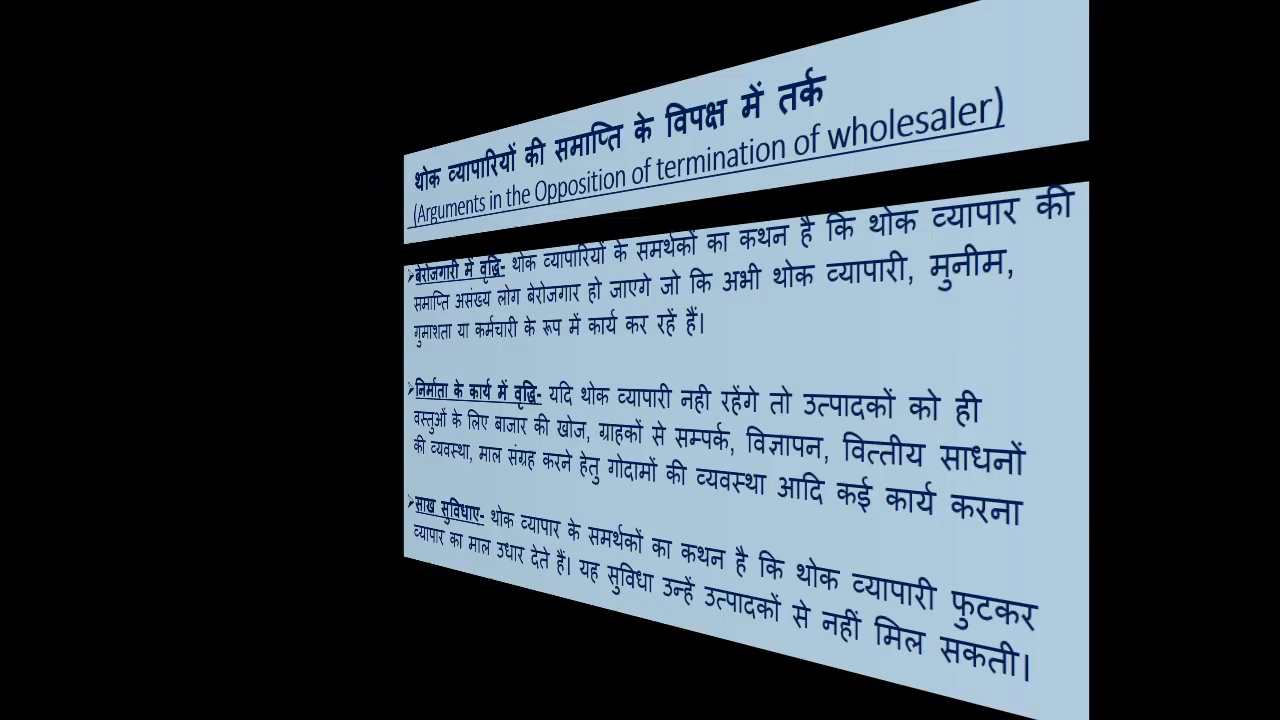 थोक व्यापारियों की समाप्ति के विपक्ष में तर्क
(Arguments in the Opposition of termination of wholesaler)
➢बेरोजगारी में वृद्धि- थोक व्यापारियों के समर्थकों का कथन है कि थोक व्यापार की
समाप्ति असंख्य लोग बेरोजगार हो जाएगे जो कि अभी थोक व्यापारी, मुनीम,
गुमाशता या कर्मचारी के रूप में कार्य कर रहें हैं।
➢निर्माता के कार्य में वृद्धि- यदि थोक व्यापारी नही रहेंगे तो उत्पादकों को ही
वस्तुओं के लिए बाजार की खोज, ग्राहकों से सम्पर्क, विज्ञापन, वित्तीय साधनों
की व्यवस्था, माल संग्रह करने हेतु गोदामों की व्यवस्था आदि कई कार्य करना
➢साख सुविधाए- थोक व्यापार के समर्थकों का कथन है कि थोक व्यापारी फुटकर
व्यापार का माल उधार देते हैं। यह सुविधा उन्हें उत्पादकों से नहीं मिल सकती।